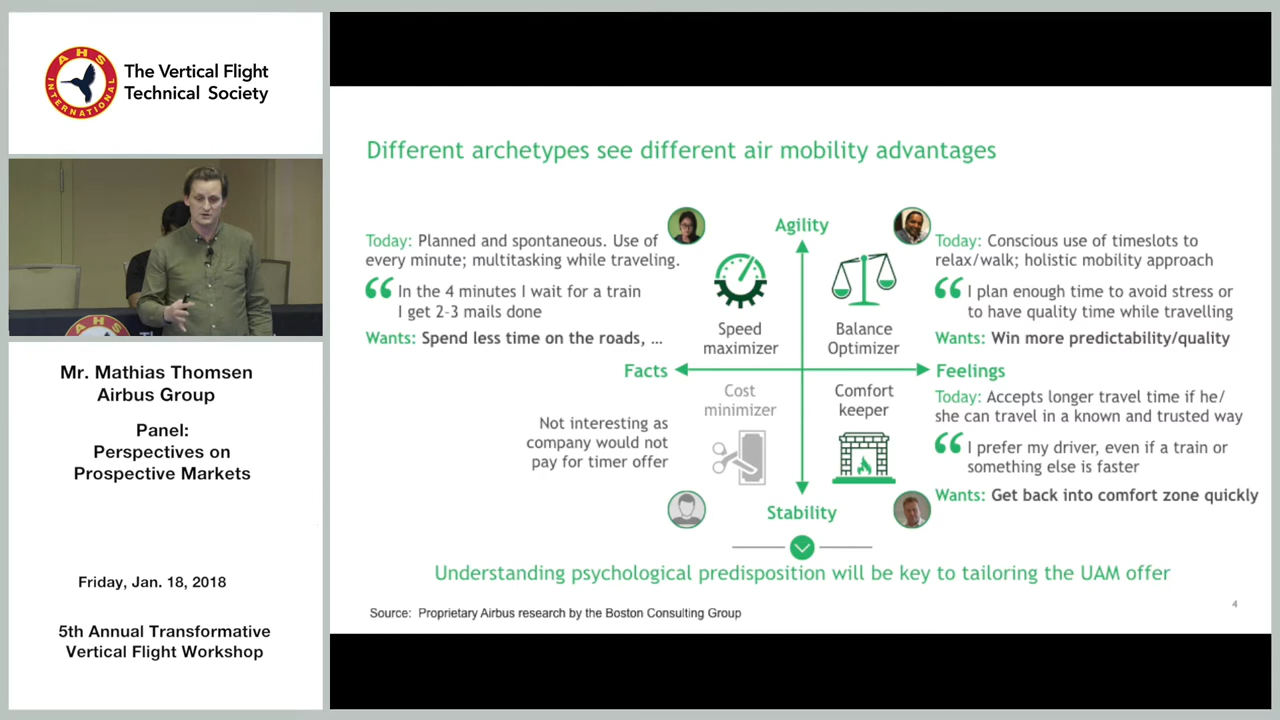 AHS
INTERNATIONAL
The Vertical Flight
Technical Society
Mr. Mathias Thomsen
Airbus Group
Panel:
Perspectives on
Prospective Markets
Friday, Jan. 18, 2018
5th Annual Transformative
Vertical Flight Workshop
Different archetypes see different air mobility advantages
Today: Planned and spontaneous. Use of
every minute; multitasking while traveling.
“ In the 4 minutes I wait for a train
I get 2-3 mails done
Wants: Spend less time on the roads, ...
Agility
Speed
maximizer
Balance
Optimizer
Today: Conscious use of timeslots to
relax/walk; holistic mobility approach
“ I plan enough time to avoid stress or
to have quality time while travelling
Wants: Win more predictability/quality
Facts
Feelings
Not interesting as
company would not
pay for timer offer
Cost
minimizer
Comfort
keeper
Today: Accepts longer travel time if he/
she can travel in a known and trusted way
“ I prefer my driver, even if a train or
something else is faster
Wants: Get back into comfort zone quickly
Stability
Understanding psychological predisposition will be key to tailoring the UAM offer
Source: Proprietary Airbus research by the Boston Consulting Group
4